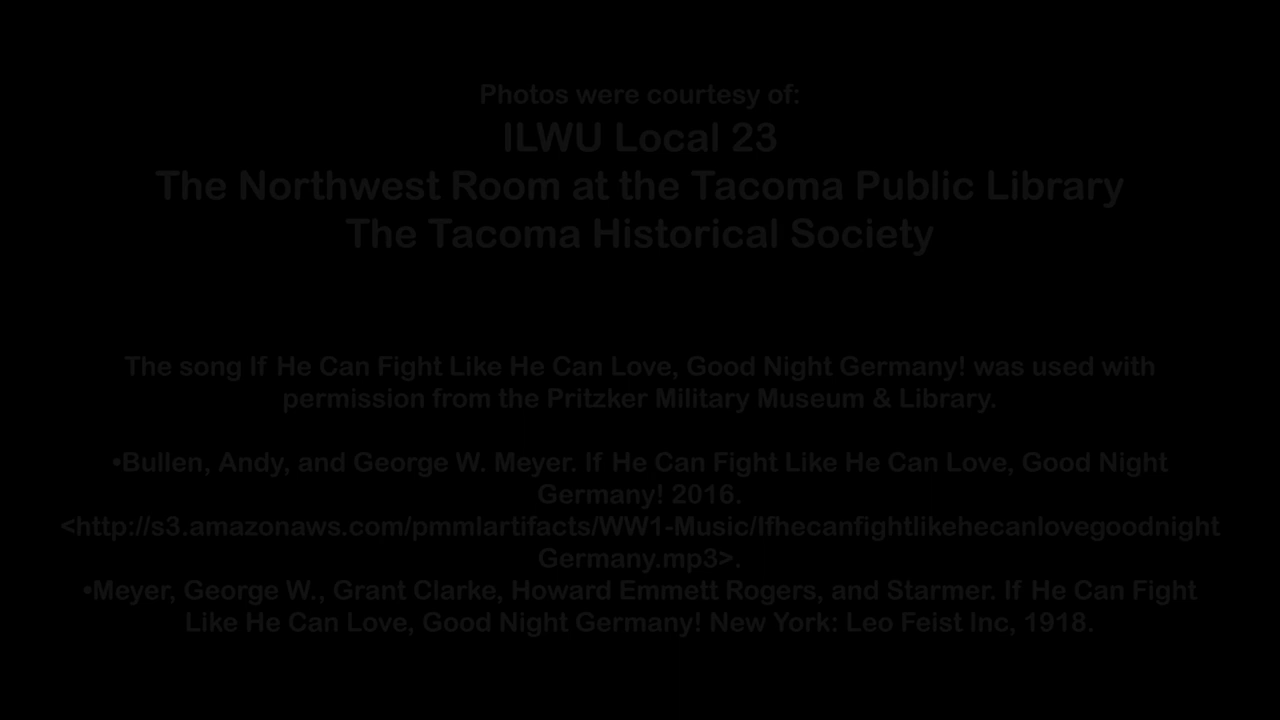 Photos were courtesy of:
ILWU Local 23
The Northwest Room at the Tacoma Public Library
The Tacoma Historical Society
The song If He Can Fight Like He Can Love, Good Night Germany! was used with
permission from the Pritzker Military Museum & Library.
•Bullen, Andy, and George W. Meyer. If He Can Fight Like He Can Love, Good Night
Germany! 2016.
<http://s3.amazonaws.com/pmmlartifacts/WW1-Music/Ifhecanfightlikehecanlovegoodnight
Germany.mp3>.
•Meyer, George W., Grant Clarke, Howard Emmett Rogers, and Starmer. If He Can Fight
Like He Can Love, Good Night Germany! New York: Leo Feist Inc, 1918.